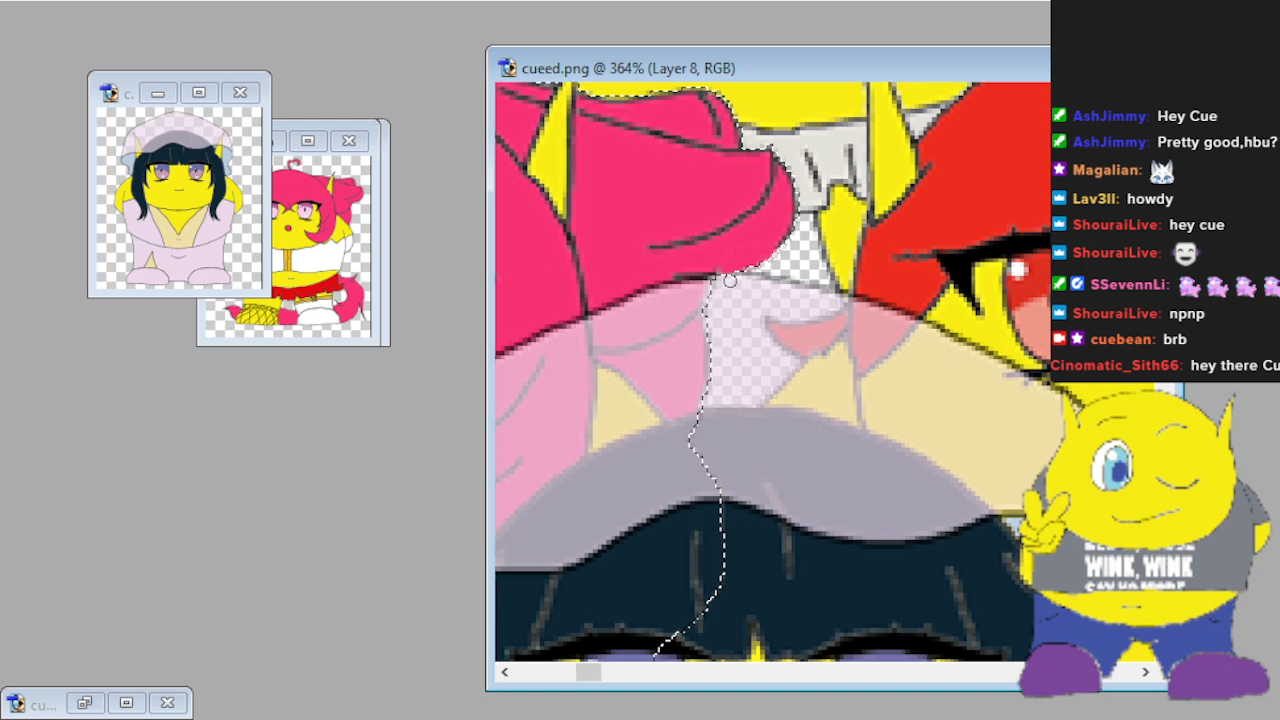 c.
cueed.png @ 364% (Layer 8, RGB)
AshJimmy: Hey Cue
AshJimmy: Pretty good,hbu?
Magalian:
Lav3ll: howdy
ShouraiLive: hey cue
ShouraiLive:
SSevennLi:
ShouraiLive: npnp
cuebean: brb
Cinomatic_Sith66: hey there Cu
WINK, WINK
cu...